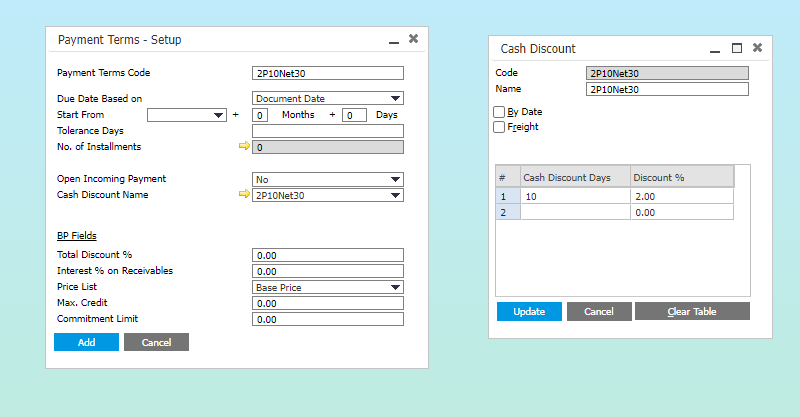 Payment Terms - Setup
Payment Terms Code 2P10Net30
Due Date Based on Document Date
Start From + 0 Months + 0 Days
Tolerance Days
No. of Installments 0
Open Incoming Payment No
Cash Discount Name 2P10Net30
BP Fields
Total Discount % 0.00
Interest % on Receivables 0.00
Price List Base Price
Max. Credit 0.00
Commitment Limit 0.00
Add Cancel
Cash Discount
Code 2P10Net30
Name 2P10Net30
By Date
Freight
# Cash Discount Days Discount %
1 10 2.00
2 0.00
Update Cancel Clear Table